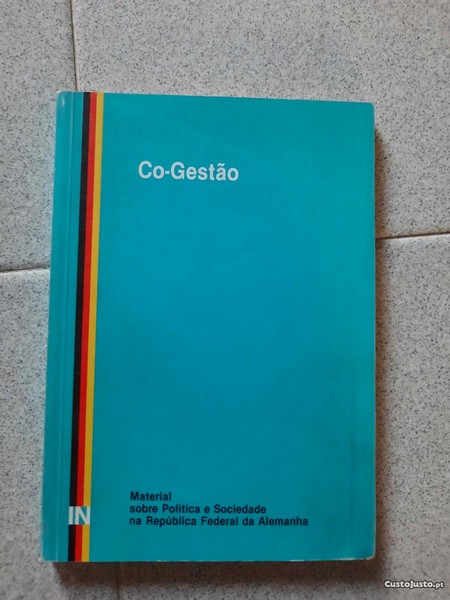 Co-Gestão
IN
Material
sobre Política e Sociedade
na República Federal da Alemanha
CustoJusto.pt